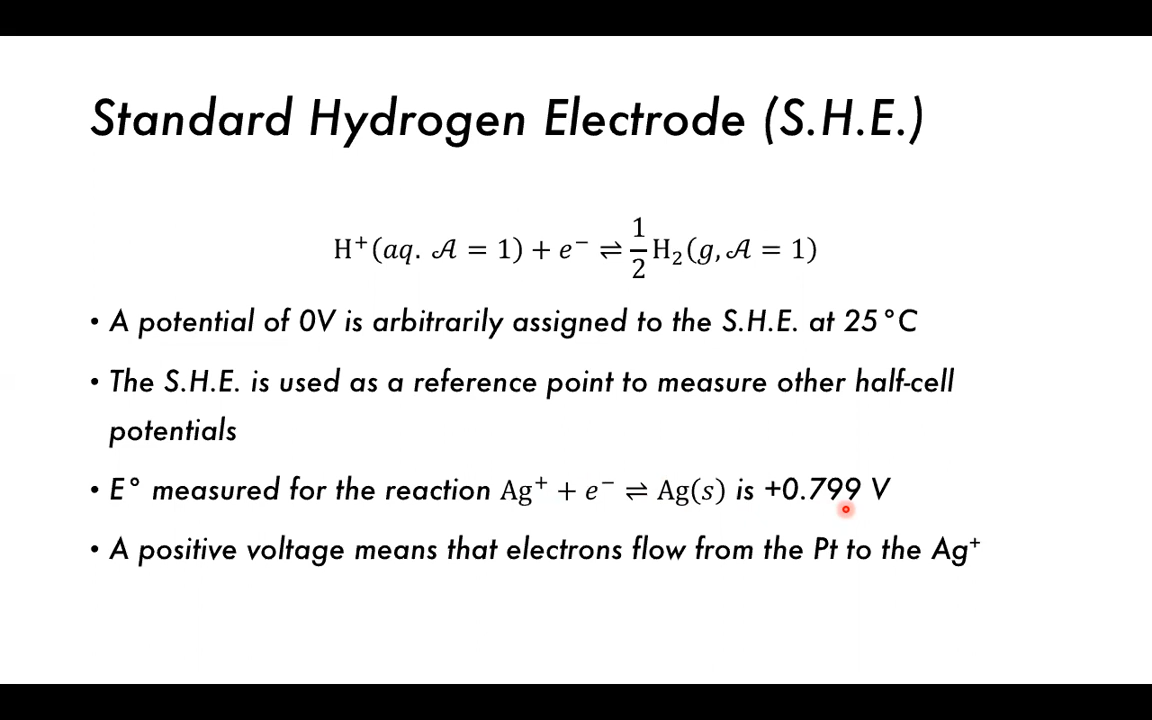 Standard Hydrogen Electrode (S.H.E.)
H⁺(aq. 𝒜 = 1) + e⁻ ⇌ 1/2 H₂(g, 𝒜 = 1)
• A potential of 0V is arbitrarily assigned to the S.H.E. at 25°C
• The S.H.E. is used as a reference point to measure other half-cell
potentials
• E° measured for the reaction Ag⁺ + e⁻ ⇌ Ag(s) is +0.799 V
• A positive voltage means that electrons flow from the Pt to the Ag⁺